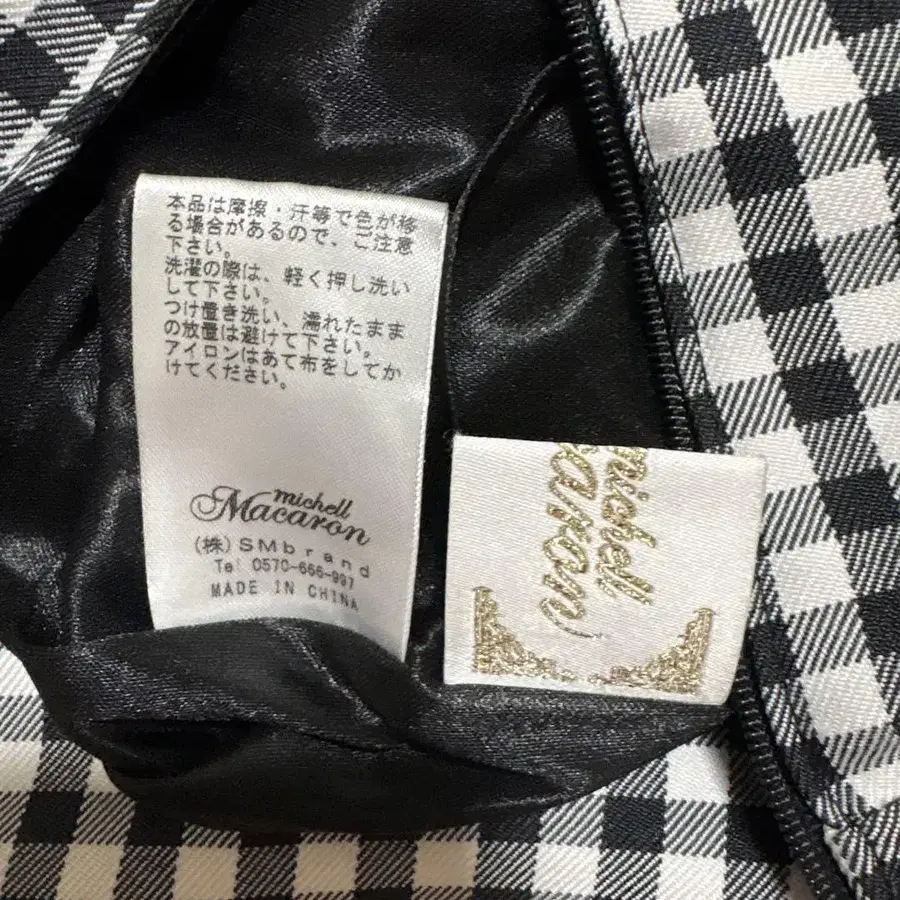 本品は摩擦・汗等で色が移
る場合があるので、ご注意
下さい。
洗濯の際は、軽く押し洗い
して下さい。
つけ置き洗い、濡れたまま
の放置は避けて下さい。
アイロンはあて布をしてか
けてください。
michell
Macaron
(株)SMbrand
Tel 0570-666-997
MADE IN CHINA
michell